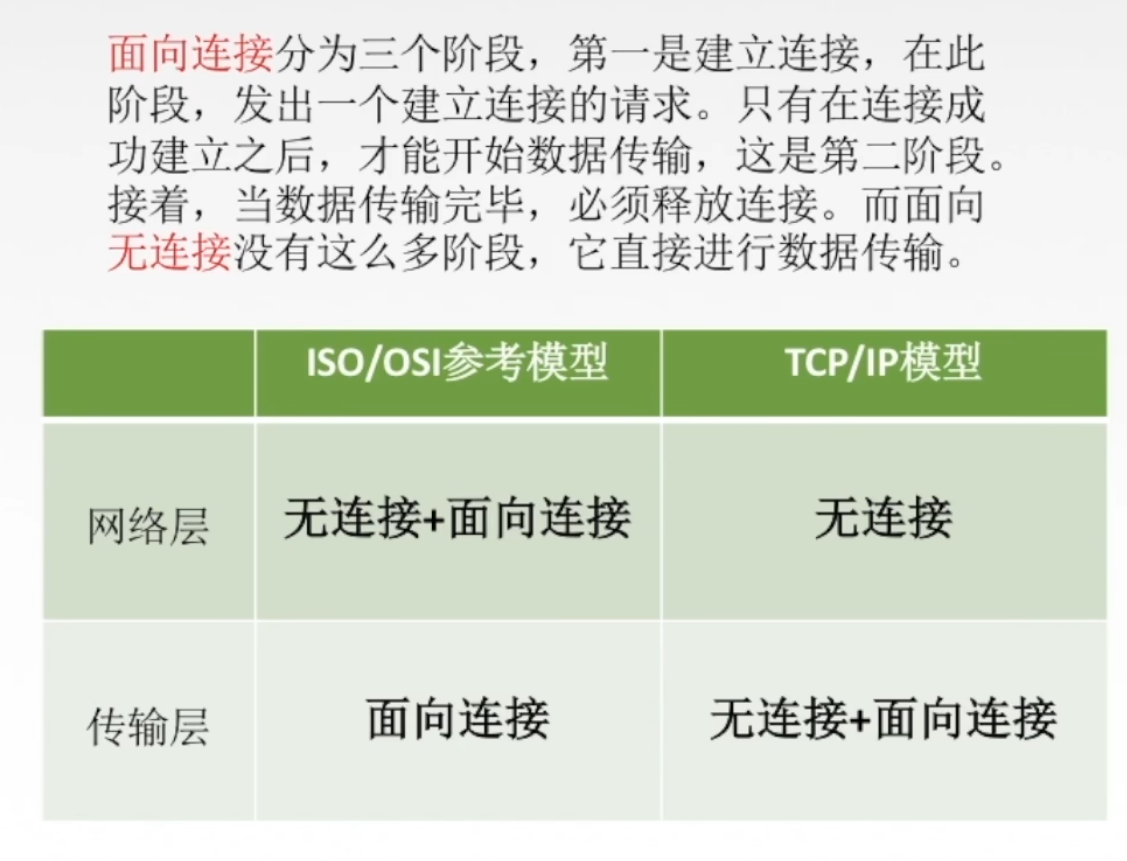 面向连接分为三个阶段，第一是建立连接，在此
阶段，发出一个建立连接的请求。只有在连接成
功建立之后，才能开始数据传输，这是第二阶段。
接着，当数据传输完毕，必须释放连接。而面向
无连接没有这么多阶段，它直接进行数据传输。
ISO/OSI参考模型 TCP/IP模型
网络层 无连接+面向连接 无连接
传输层 面向连接 无连接+面向连接